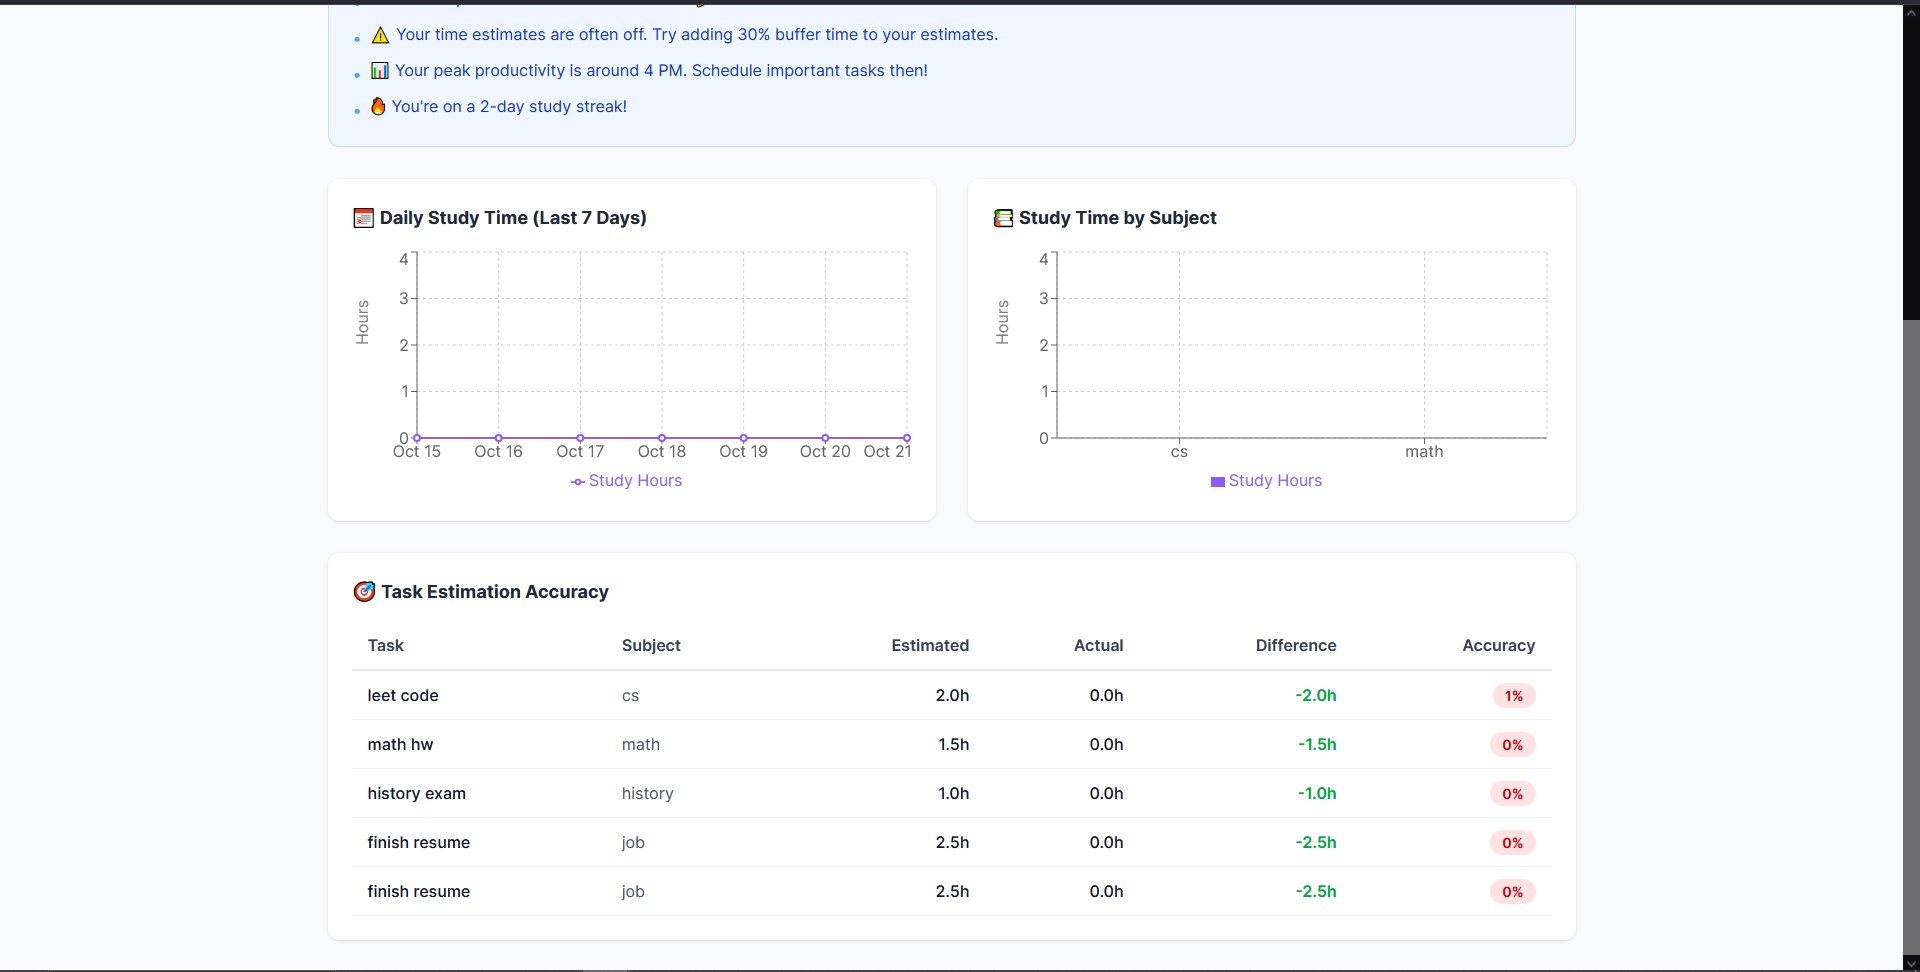 Your time estimates are often off. Try adding 30% buffer time to your estimates.
Your peak productivity is around 4 PM. Schedule important tasks then!
You're on a 2-day study streak!
Daily Study Time (Last 7 Days)
4
3
2
1
0
Hours
Oct 15 Oct 16 Oct 17 Oct 18 Oct 19 Oct 20 Oct 21
Study Hours
Study Time by Subject
4
3
2
1
0
Hours
cs math
Study Hours
Task Estimation Accuracy
Task Subject Estimated Actual Difference Accuracy
leet code cs 2.0h 0.0h -2.0h 1%
math hw math 1.5h 0.0h -1.5h 0%
history exam history 1.0h 0.0h -1.0h 0%
finish resume job 2.5h 0.0h -2.5h 0%
finish resume job 2.5h 0.0h -2.5h 0%